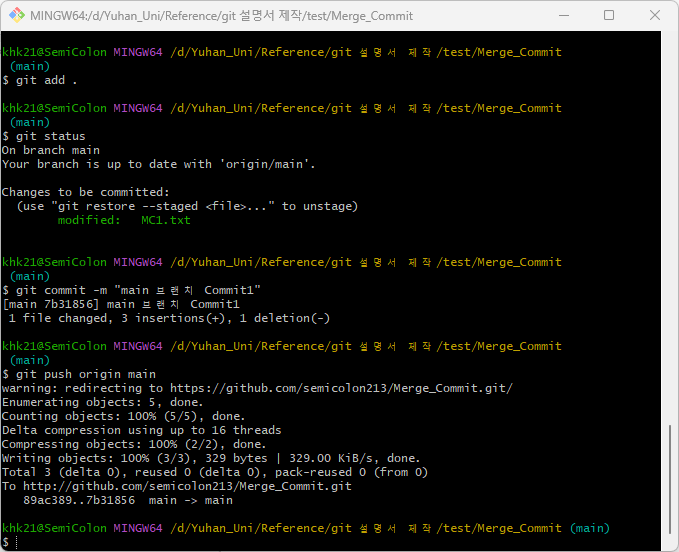 MINGW64:/d/Yuhan_Uni/Reference/git 설명서 제작/test/Merge_Commit
khk21@SemiColon MINGW64 /d/Yuhan_Uni/Reference/git 설명서 제작/test/Merge_Commit
(main)
$ git add .
khk21@SemiColon MINGW64 /d/Yuhan_Uni/Reference/git 설명서 제작/test/Merge_Commit
(main)
$ git status
On branch main
Your branch is up to date with 'origin/main'.
Changes to be committed:
(use "git restore --staged <file>..." to unstage)
modified:   MC1.txt
khk21@SemiColon MINGW64 /d/Yuhan_Uni/Reference/git 설명서 제작/test/Merge_Commit
(main)
$ git commit -m "main 브랜치 Commit1"
[main 7b31856] main 브랜치 Commit1
1 file changed, 3 insertions(+), 1 deletion(-)
khk21@SemiColon MINGW64 /d/Yuhan_Uni/Reference/git 설명서 제작/test/Merge_Commit
(main)
$ git push origin main
warning: redirecting to https://github.com/semicolon213/Merge_Commit.git/
Enumerating objects: 5, done.
Counting objects: 100% (5/5), done.
Delta compression using up to 16 threads
Compressing objects: 100% (2/2), done.
Writing objects: 100% (3/3), 329 bytes | 329.00 KiB/s, done.
Total 3 (delta 0), reused 0 (delta 0), pack-reused 0 (from 0)
To http://github.com/semicolon213/Merge_Commit.git
89ac389..7b31856  main -> main
khk21@SemiColon MINGW64 /d/Yuhan_Uni/Reference/git 설명서 제작/test/Merge_Commit (main)
$